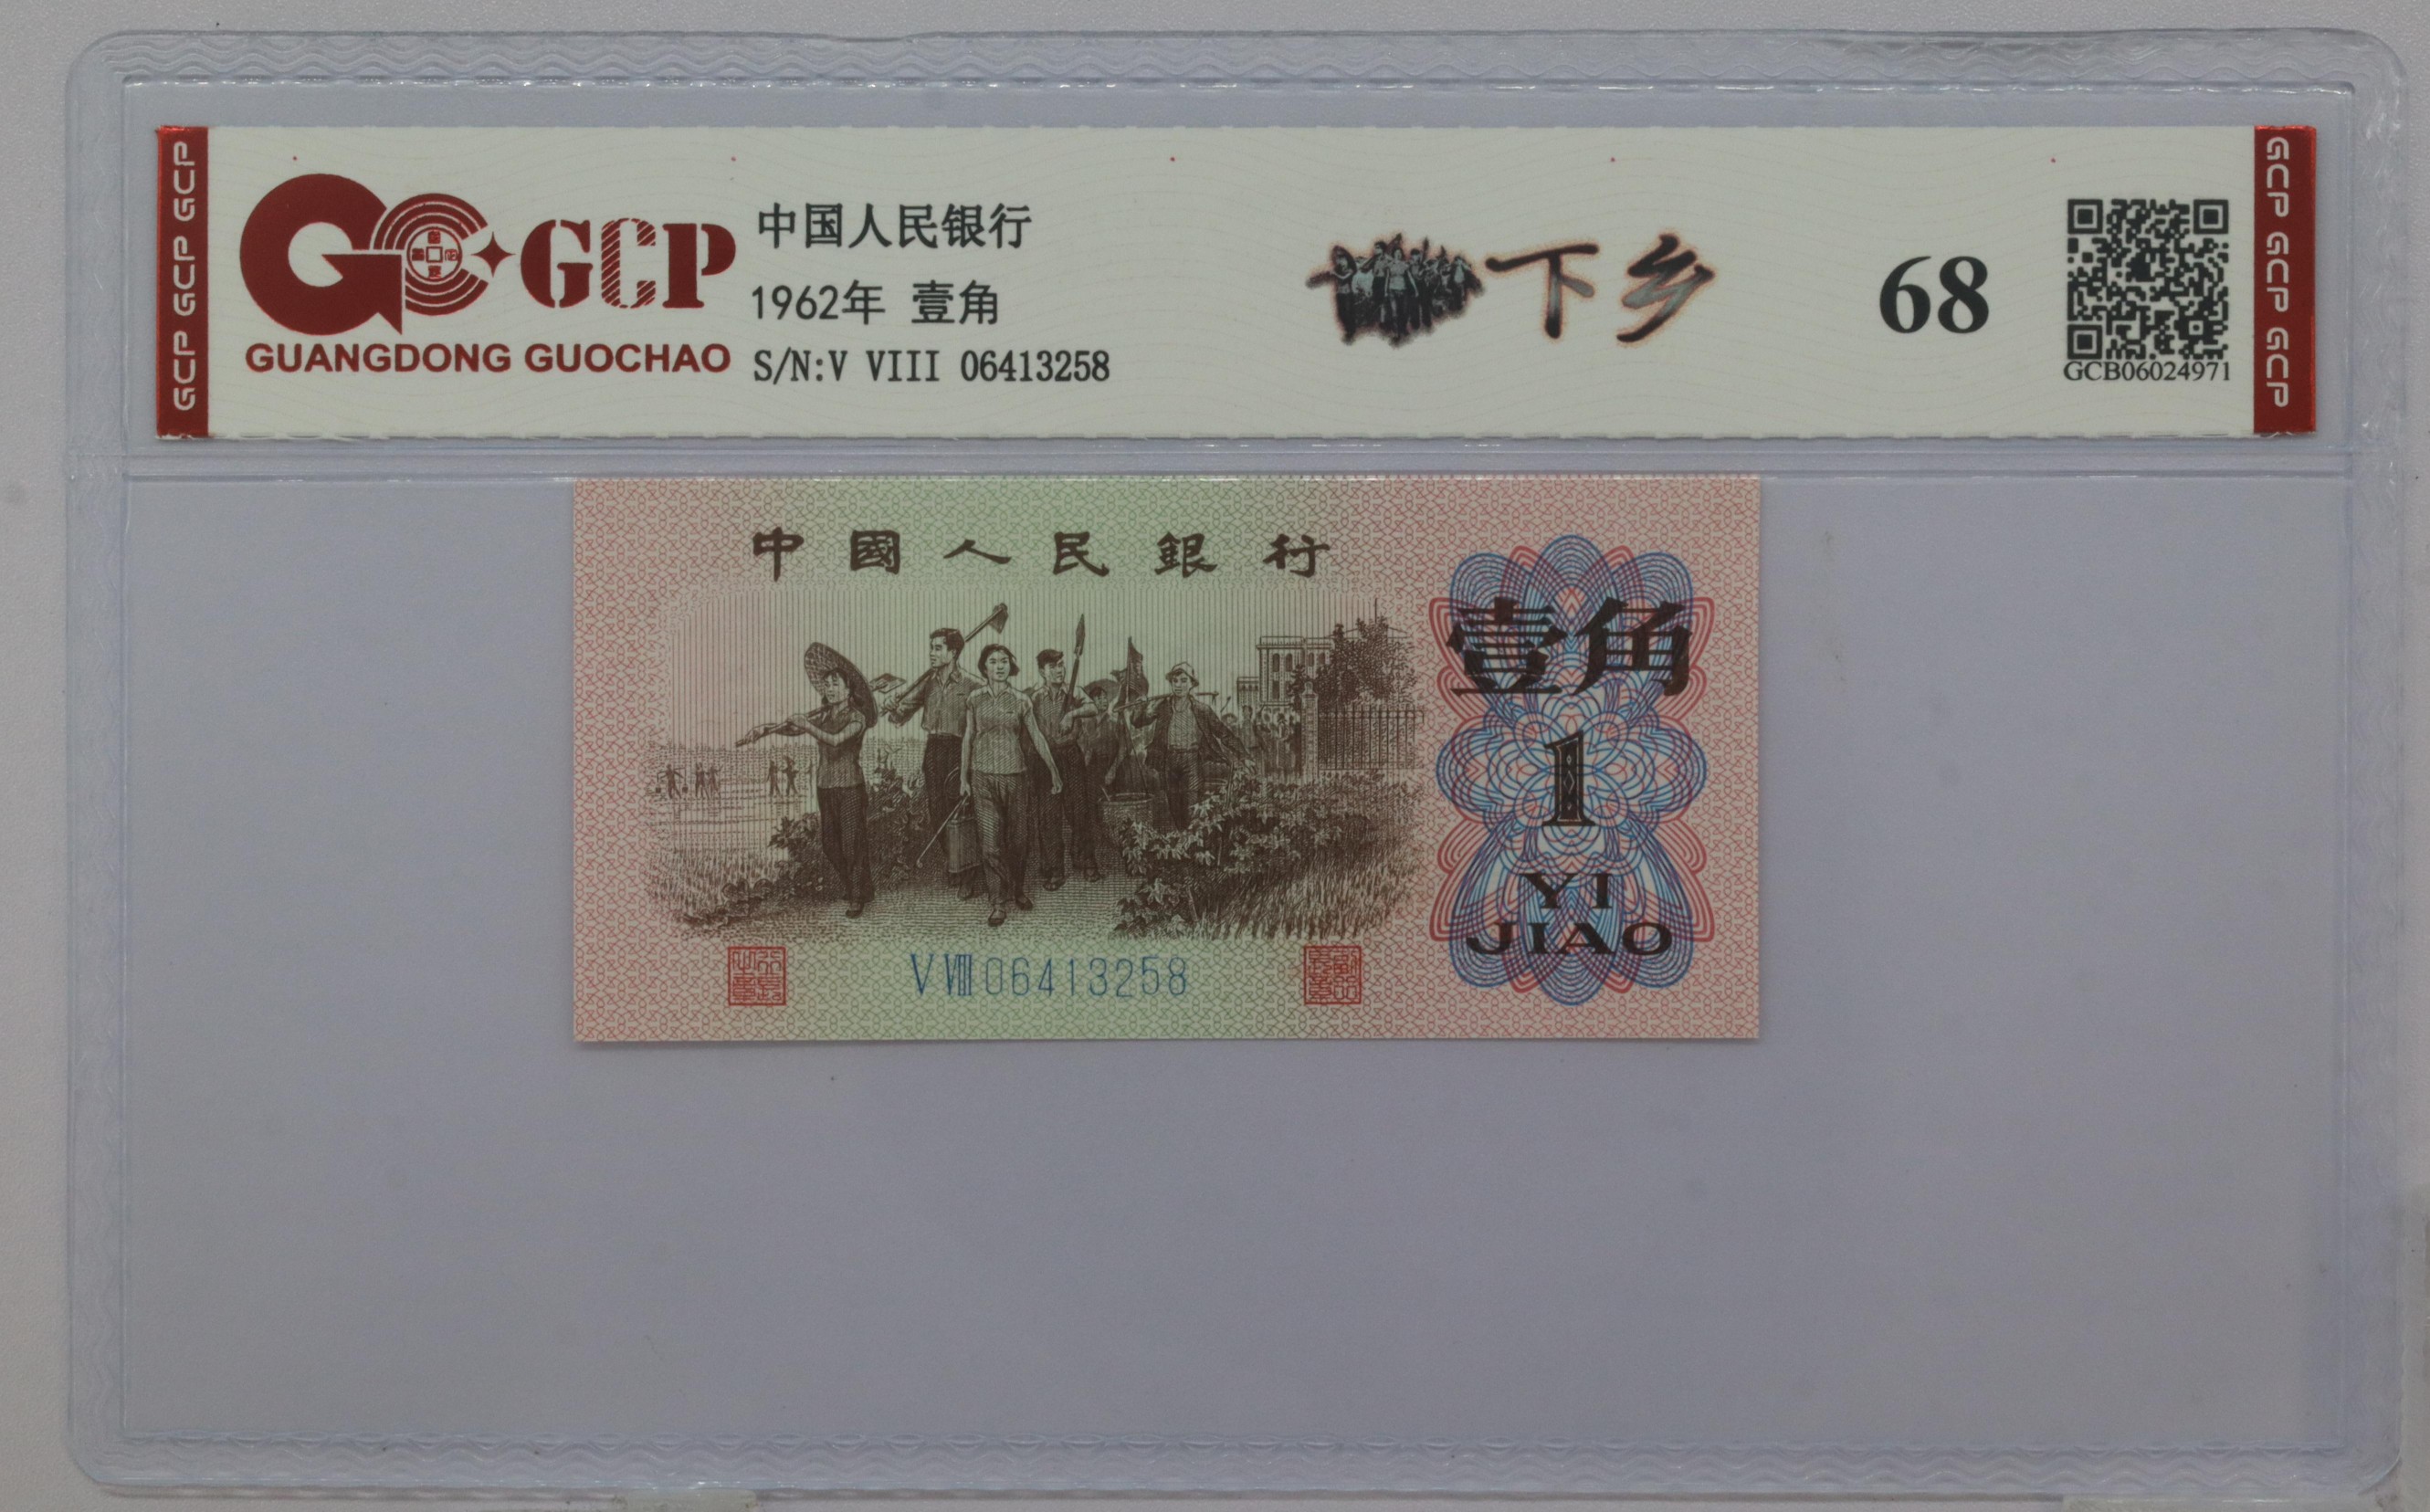 GCP GCP GCP
GCP
GUANGDONG GUOCHAO
中国人民银行
1962年 壹角
S/N:V VIII 06413258
下乡
68
GCB06024971
GCP GCP GCP
中國人民銀行
壹角
1
YI
JIAO
V VIII 06413258